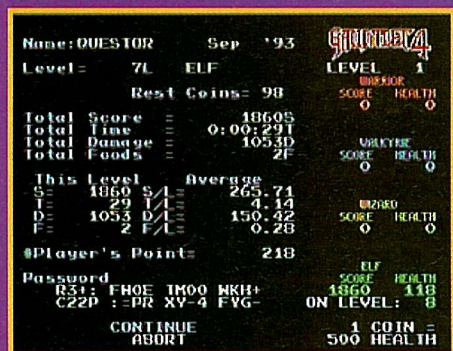 Name:QUESTOR Sep '93
GAUNTLET 4
Level= 7L ELF
LEVEL 1
Rest Coins= 98
WARRIOR
SCORE HEALTH
0 0
Total Score = 1860S
Total Time = 0:00:29T
Total Damage = 1053D
Total Foods = 2F
VALKYRIE
SCORE HEALTH
0 0
This Level Average
S= 1860 S/L= 265.71
T= 29 T/L= 4.14
D= 1053 D/L= 150.42
F= 2 F/L= 0.28
WIZARD
SCORE HEALTH
0 0
#Player's Point= 218
Password
R3+: FHOE TM00 WKH+
C22P :=PR XY-4 FYG-
ELF
SCORE HEALTH
1860 118
ON LEVEL: 8
CONTINUE
ABORT
1 COIN =
500 HEALTH